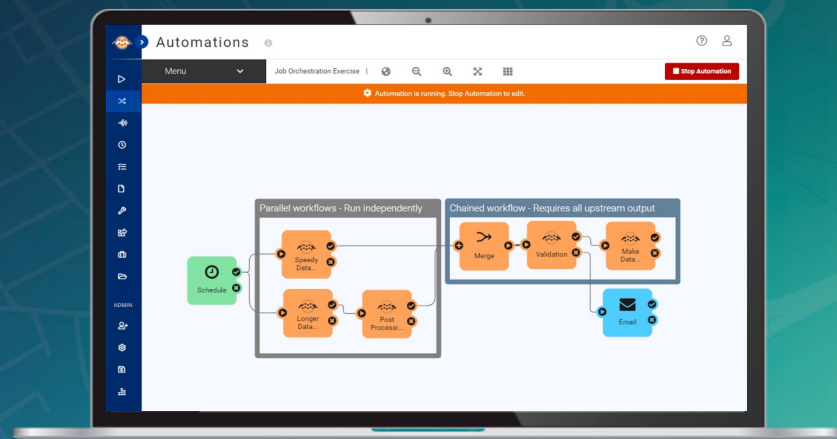 Automations
Menu
Job Orchestration Exercise |
Stop Automation
Automation is running. Stop Automation to edit.
Parallel workflows - Run independently
Chained workflow - Requires all upstream output
Speedy
Data...
Merge
Validation
Make
Data...
Schedule
Longer
Data...
Post
Processi...
Email
ADMIN